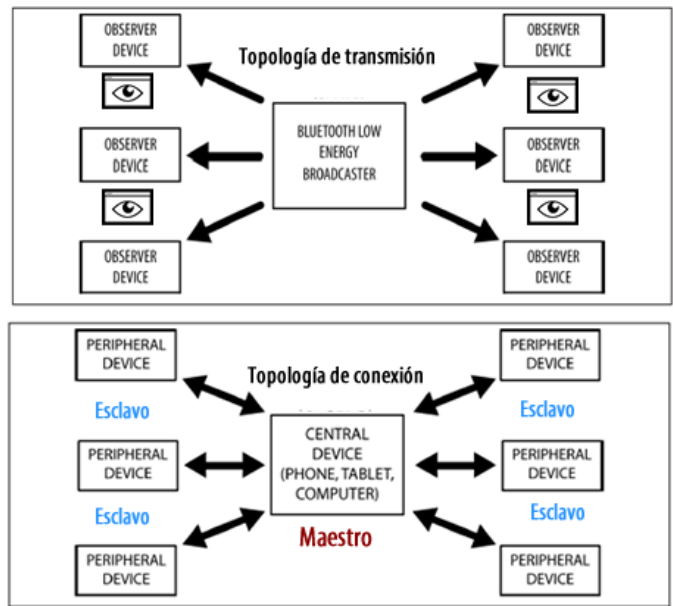 OBSERVER
DEVICE
Topología de transmisión
OBSERVER
DEVICE
OBSERVER
DEVICE
BLUETOOTH LOW
ENERGY
BROADCASTER
OBSERVER
DEVICE
OBSERVER
DEVICE
OBSERVER
DEVICE
PERIPHERAL
DEVICE
Topología de conexión
PERIPHERAL
DEVICE
Esclavo
Esclavo
PERIPHERAL
DEVICE
CENTRAL
DEVICE
(PHONE, TABLET,
COMPUTER)
PERIPHERAL
DEVICE
Esclavo
Maestro
Esclavo
PERIPHERAL
DEVICE
PERIPHERAL
DEVICE